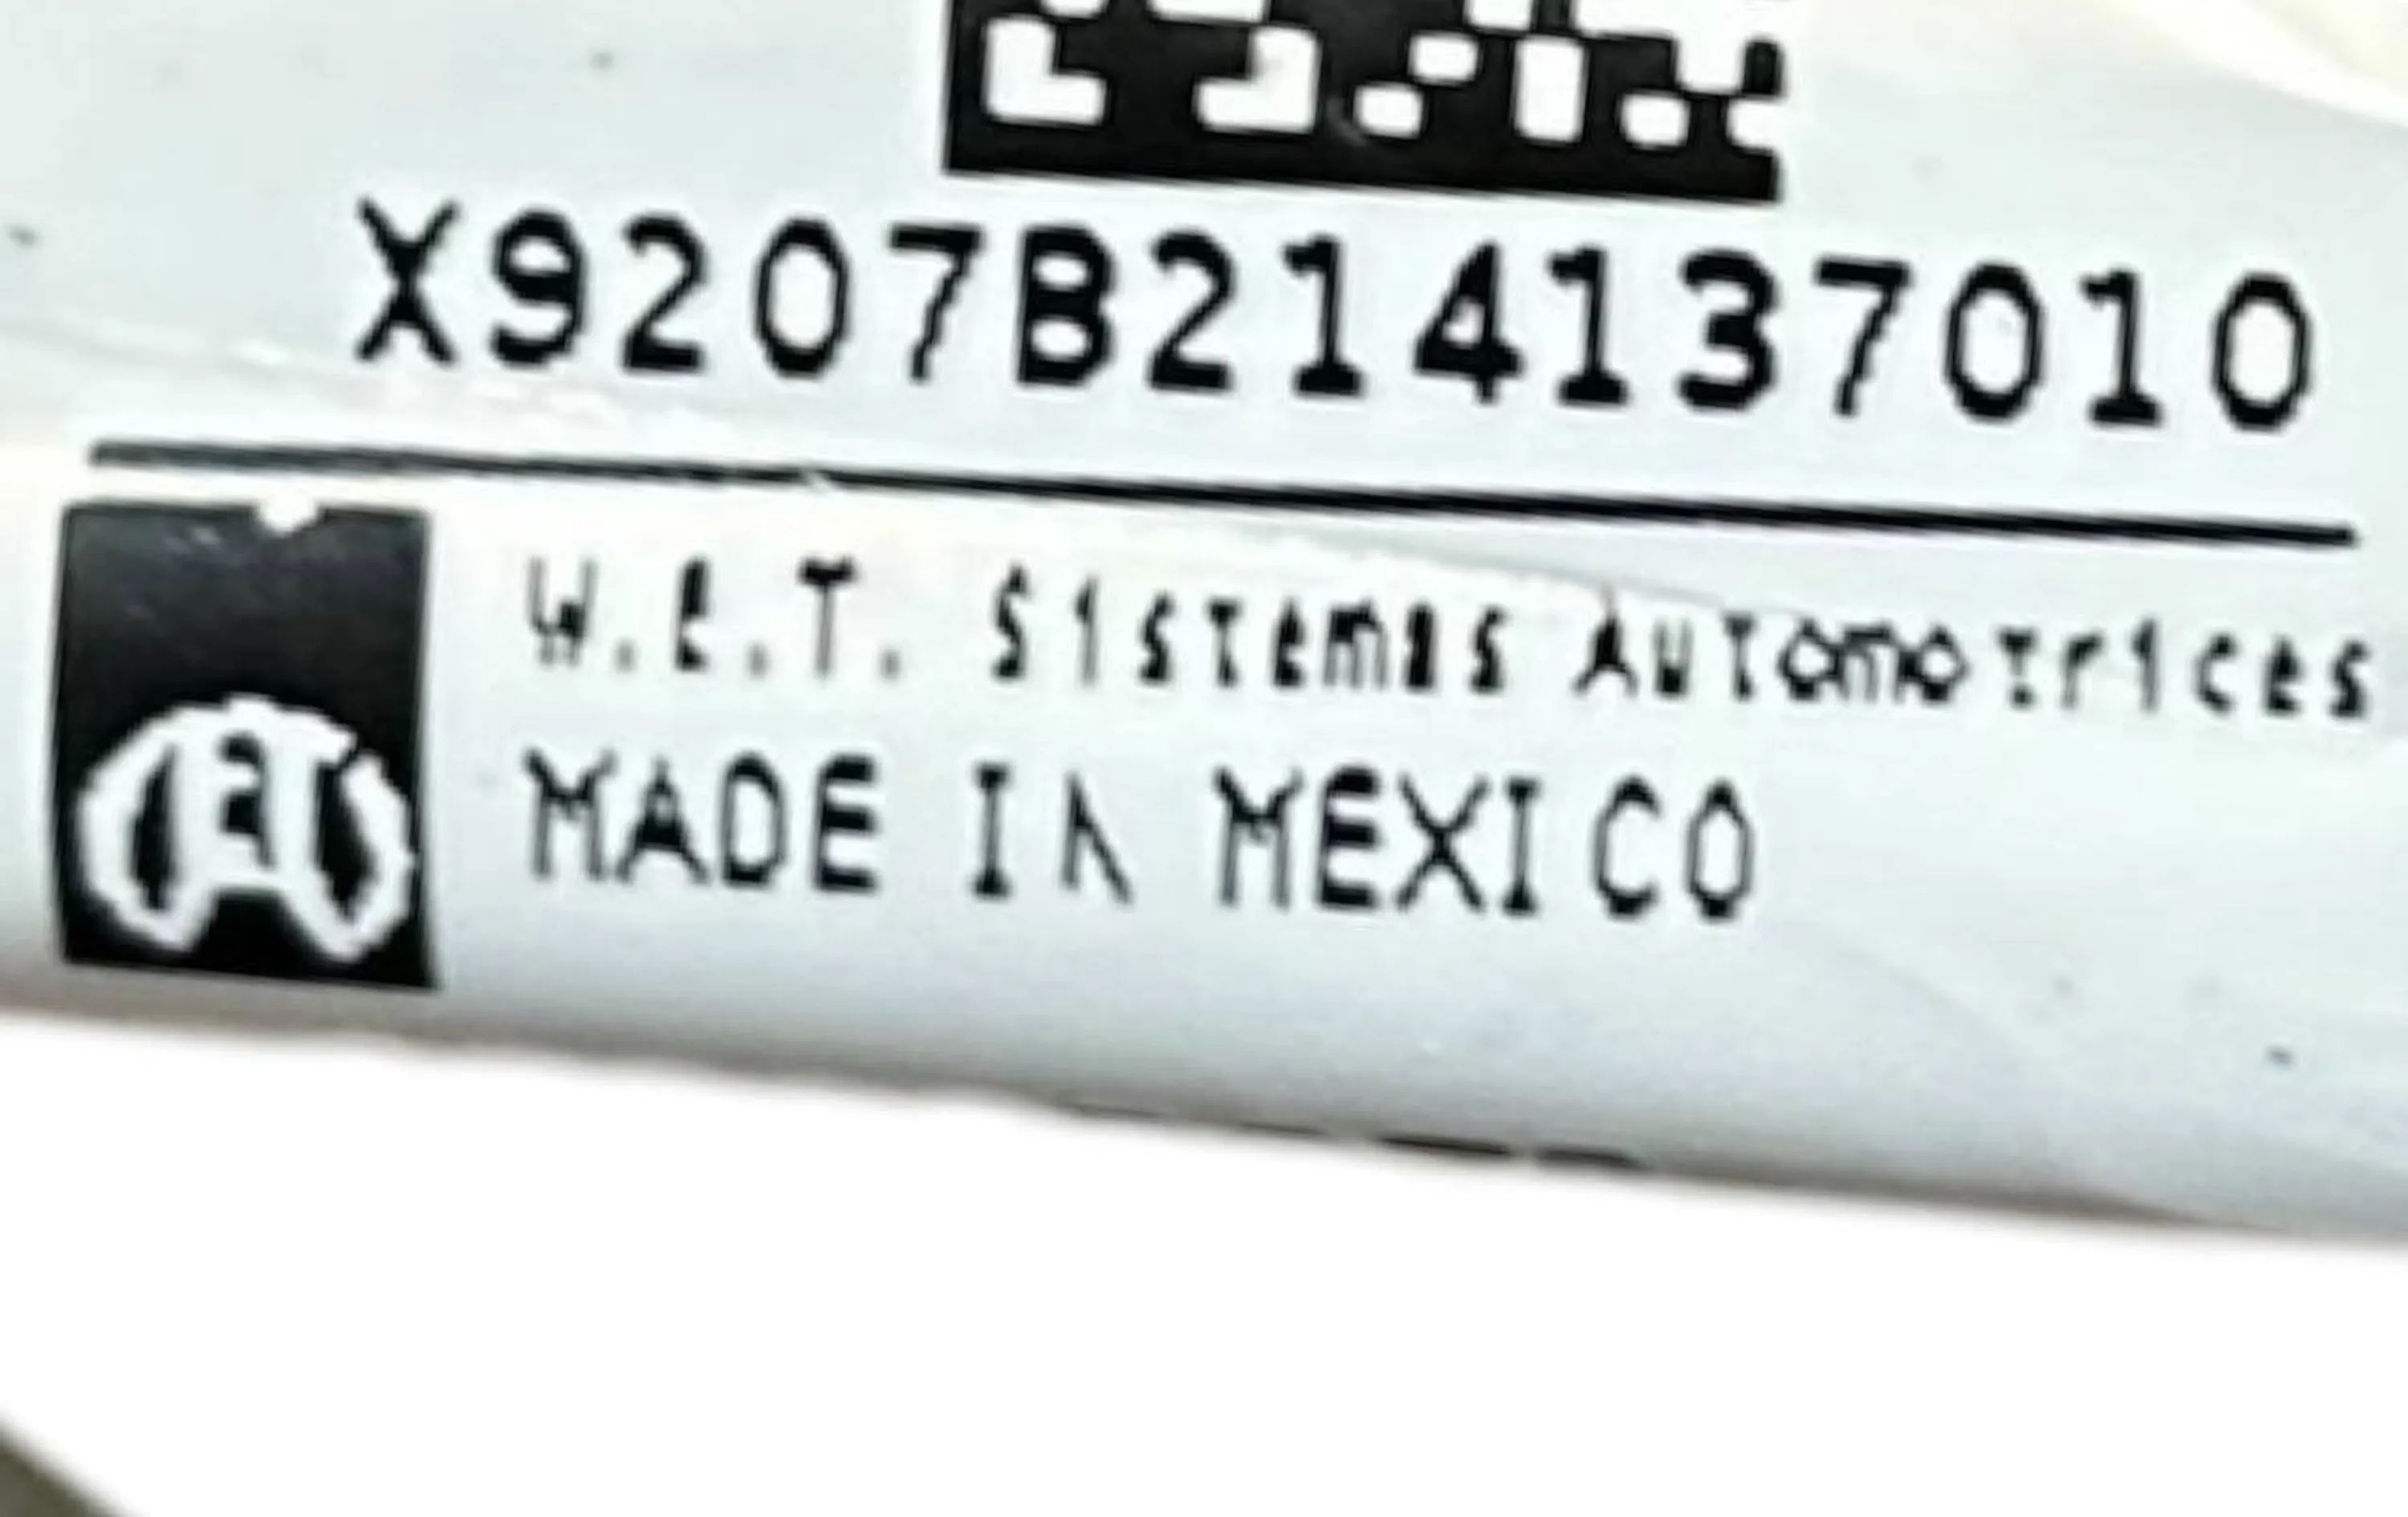 X9207B214137010
W.E.T. Sistemas Automotrices
MADE IN MEXICO